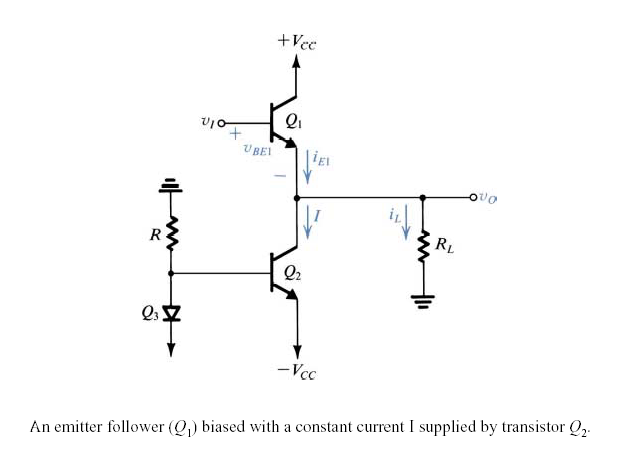 +VCC
vI
+
Q1
vBE1
iE1
−
vO
I
iL
R
RL
Q2
Q3
−VCC
An emitter follower (Q1) biased with a constant current I supplied by transistor Q2.